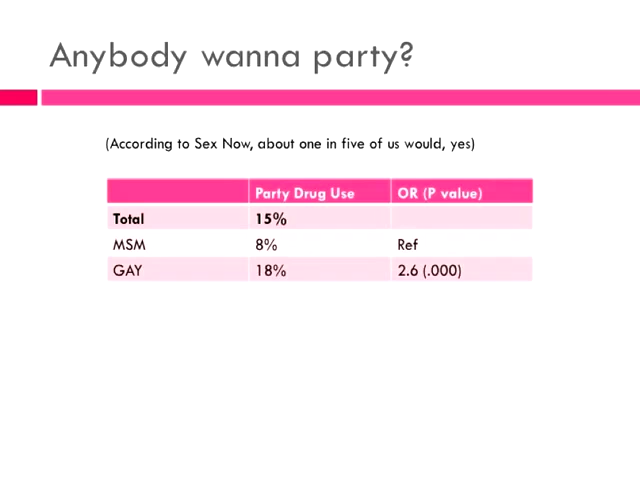 Anybody wanna party?
(According to Sex Now, about one in five of us would, yes)
Party Drug Use OR (P value)
Total 15%
MSM 8% Ref
GAY 18% 2.6 (.000)